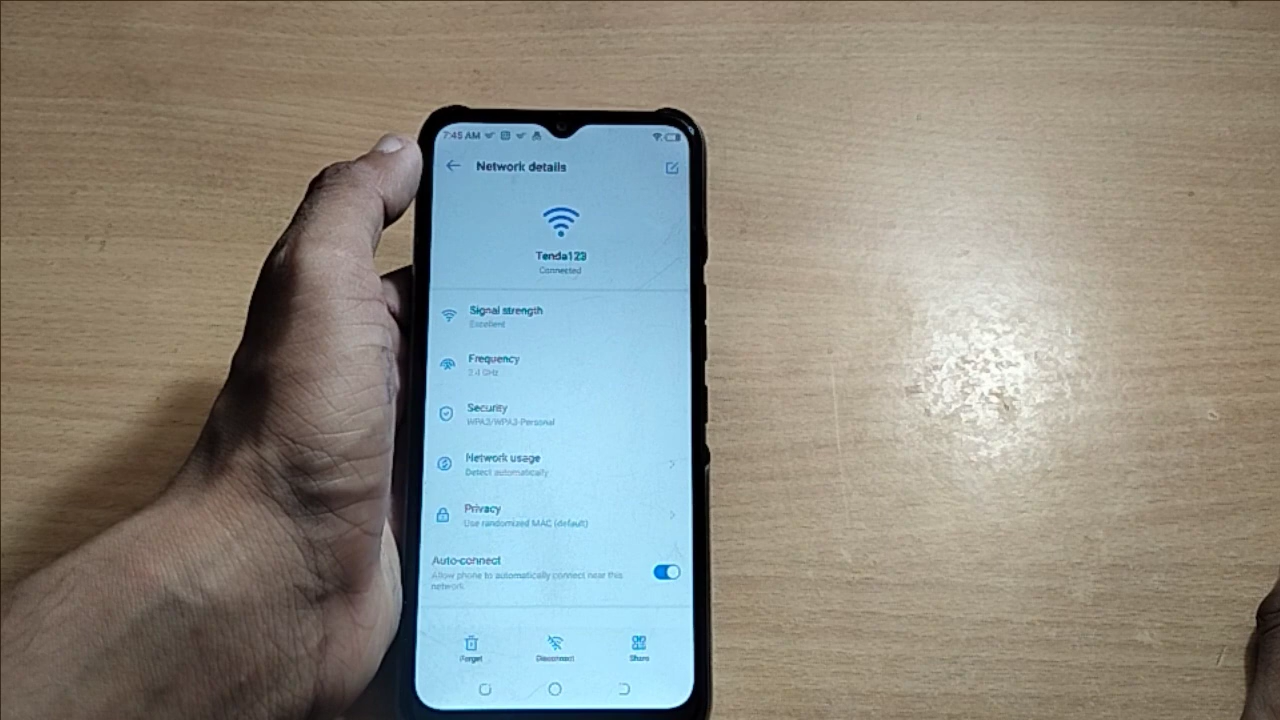 7:45 AM
Network details
Tenda123
Connected
Signal strength
Excellent
Frequency
2.4 GHz
Security
WPA2/WPA3-Personal
Network usage
Detect automatically
Privacy
Use randomized MAC (default)
Auto-connect
Allow phone to automatically connect near this
network
Forget
Disconnect
Share